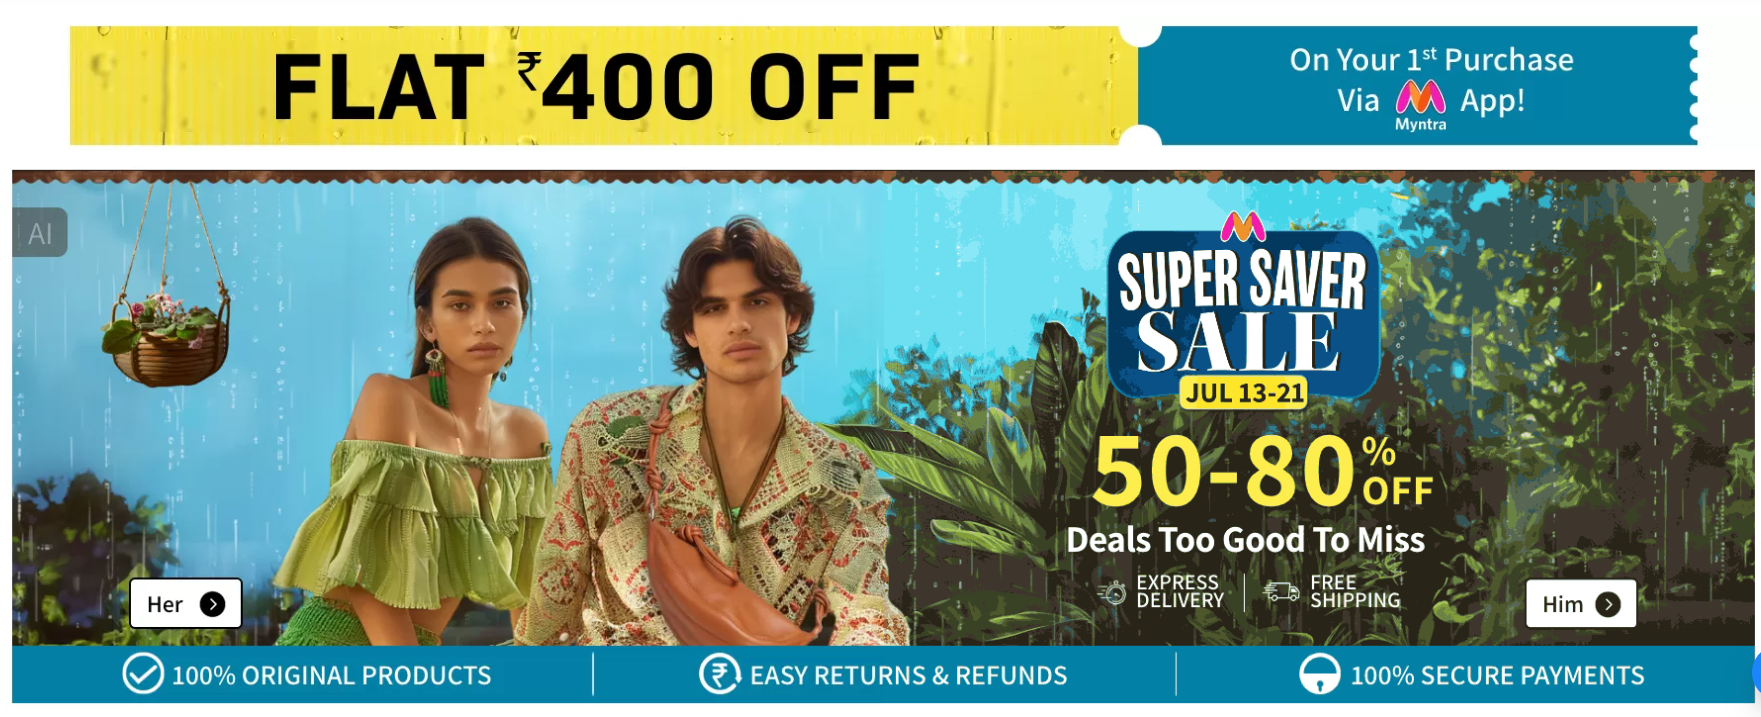 FLAT ₹400 OFF
On Your 1st Purchase
Via Myntra App!
AI
SUPER SAVER
SALE
JUL 13-21
50-80% OFF
Deals Too Good To Miss
EXPRESS
DELIVERY
FREE
SHIPPING
Her
Him
100% ORIGINAL PRODUCTS
EASY RETURNS & REFUNDS
100% SECURE PAYMENTS